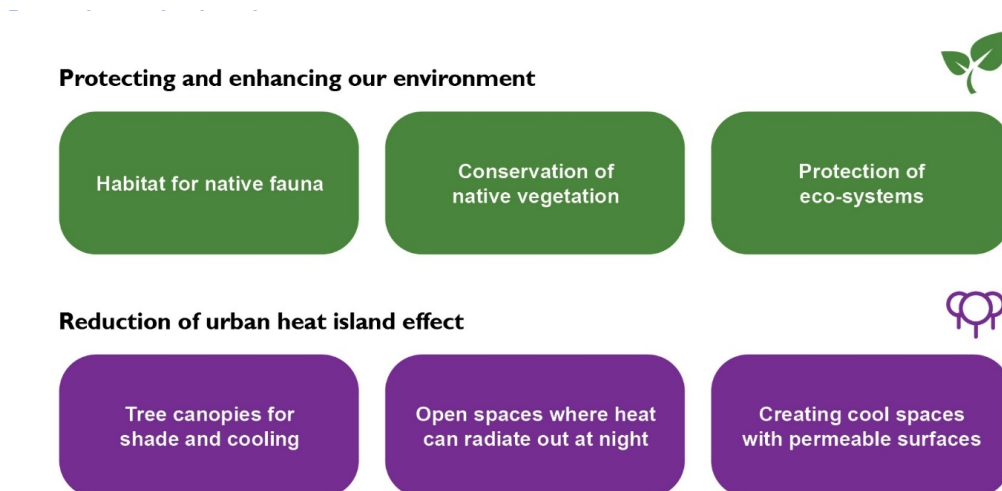 Protecting and enhancing our environment
Habitat for native fauna
Conservation of
native vegetation
Protection of
eco-systems
Reduction of urban heat island effect
Tree canopies for
shade and cooling
Open spaces where heat
can radiate out at night
Creating cool spaces
with permeable surfaces